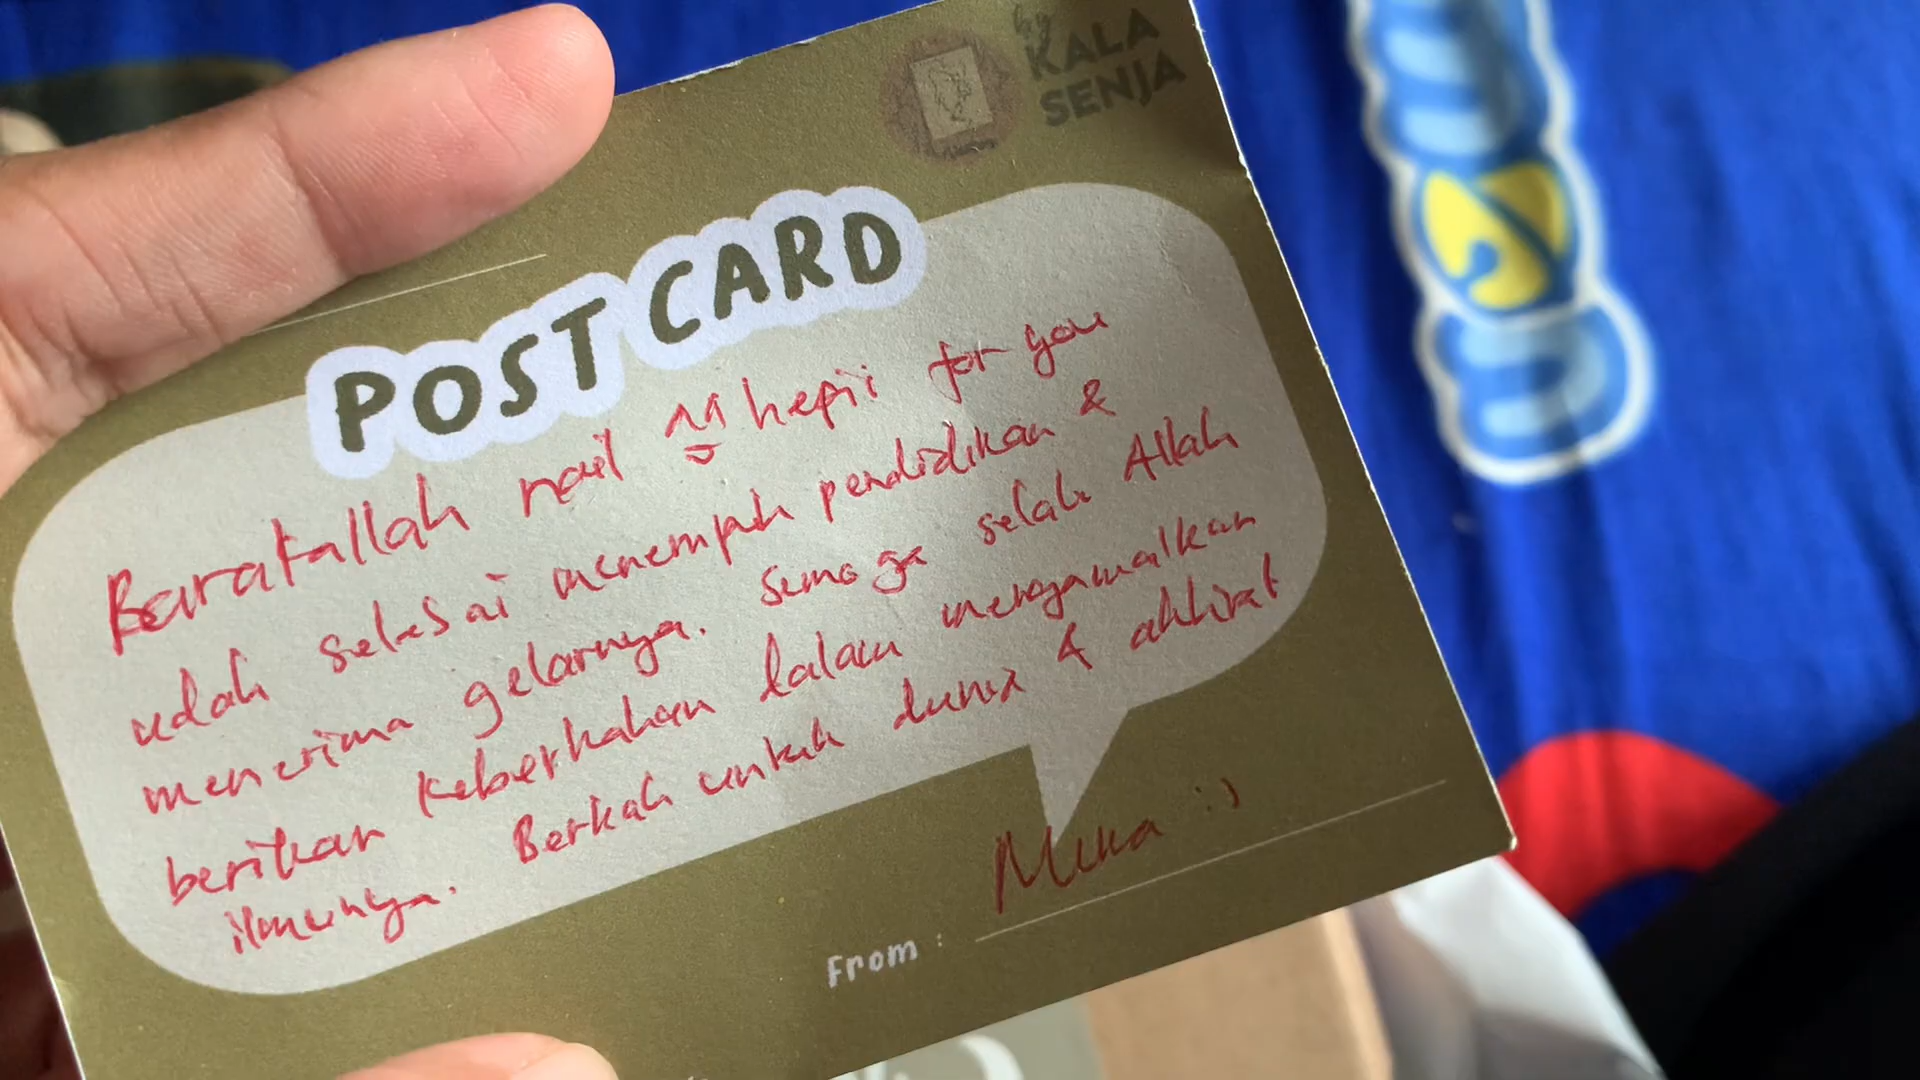 by
KALA
SENJA
POST CARD
Barakallah nail hepii for you
udah selesai menempuh pendidikan &
menerima gelarnya. Semoga selalu Allah
berikan keberkahan dalam mengamalkan
ilmunya. Berkah untuk dunia & akhirat
Mika :)
From :